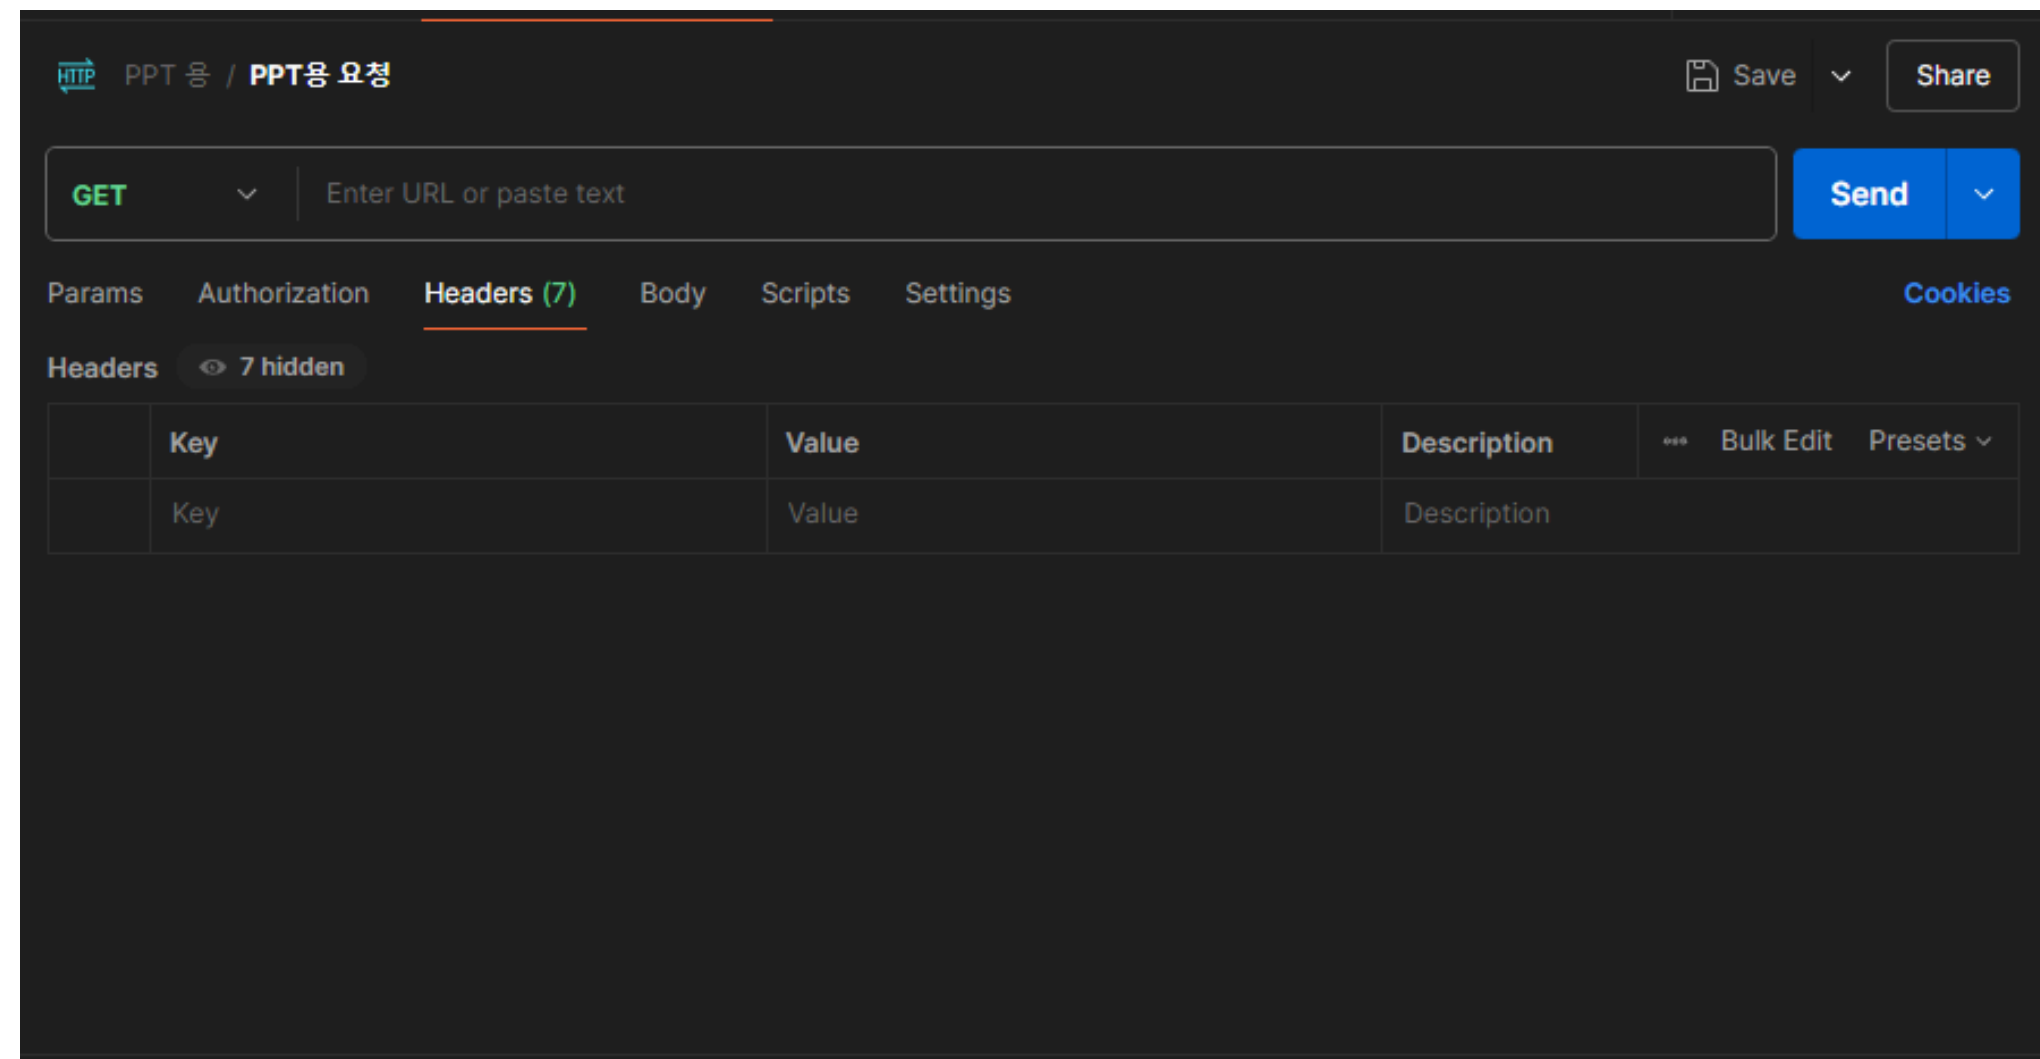 HTTP PPT 용 / PPT용 요청 Save Share
GET Enter URL or paste text Send
Params Authorization Headers (7) Body Scripts Settings Cookies
Headers 7 hidden
Key Value Description Bulk Edit Presets
Key Value Description